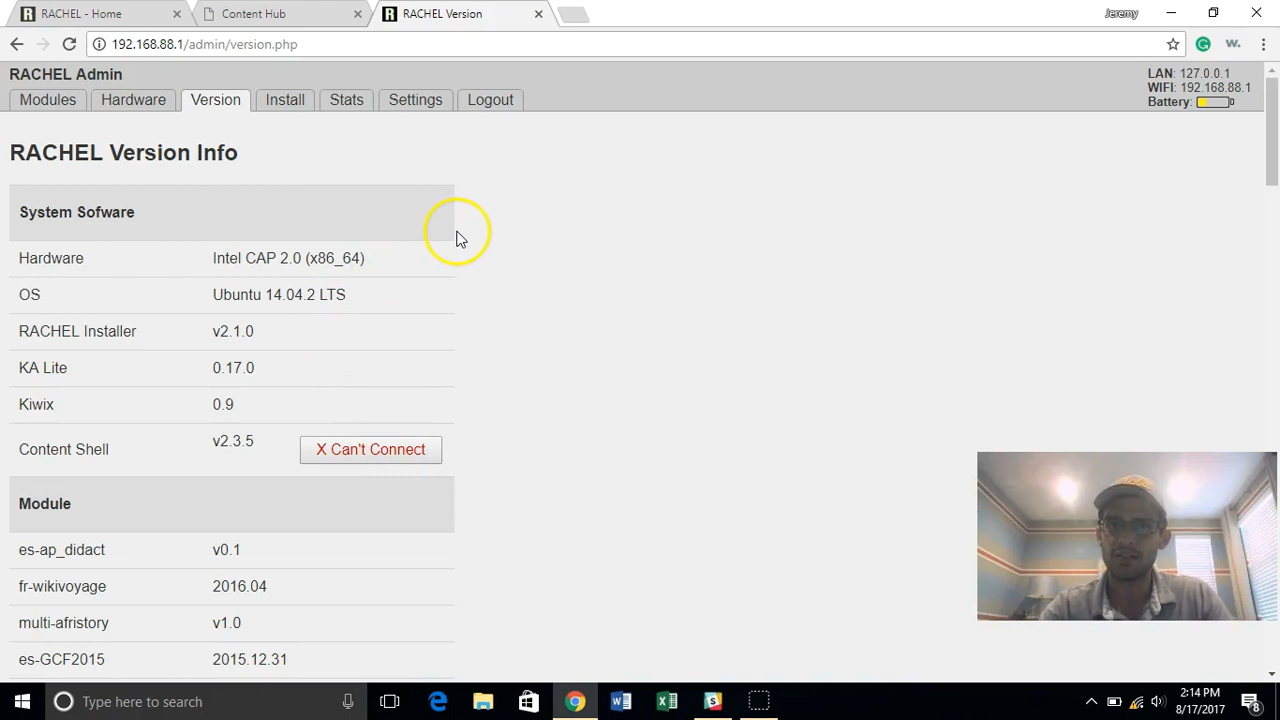 RACHEL - Home
Content Hub
RACHEL Version
Jeremy
192.168.88.1/admin/version.php
W.
RACHEL Admin
LAN: 127.0.0.1
WIFI: 192.168.88.1
Battery:
Modules Hardware Version Install Stats Settings Logout
RACHEL Version Info
System Sofware
Hardware Intel CAP 2.0 (x86_64)
OS Ubuntu 14.04.2 LTS
RACHEL Installer v2.1.0
KA Lite 0.17.0
Kiwix 0.9
Content Shell v2.3.5 X Can't Connect
Module
es-ap_didact v0.1
fr-wikivoyage 2016.04
multi-afristory v1.0
es-GCF2015 2015.12.31
Type here to search
2:14 PM
8/17/2017
8